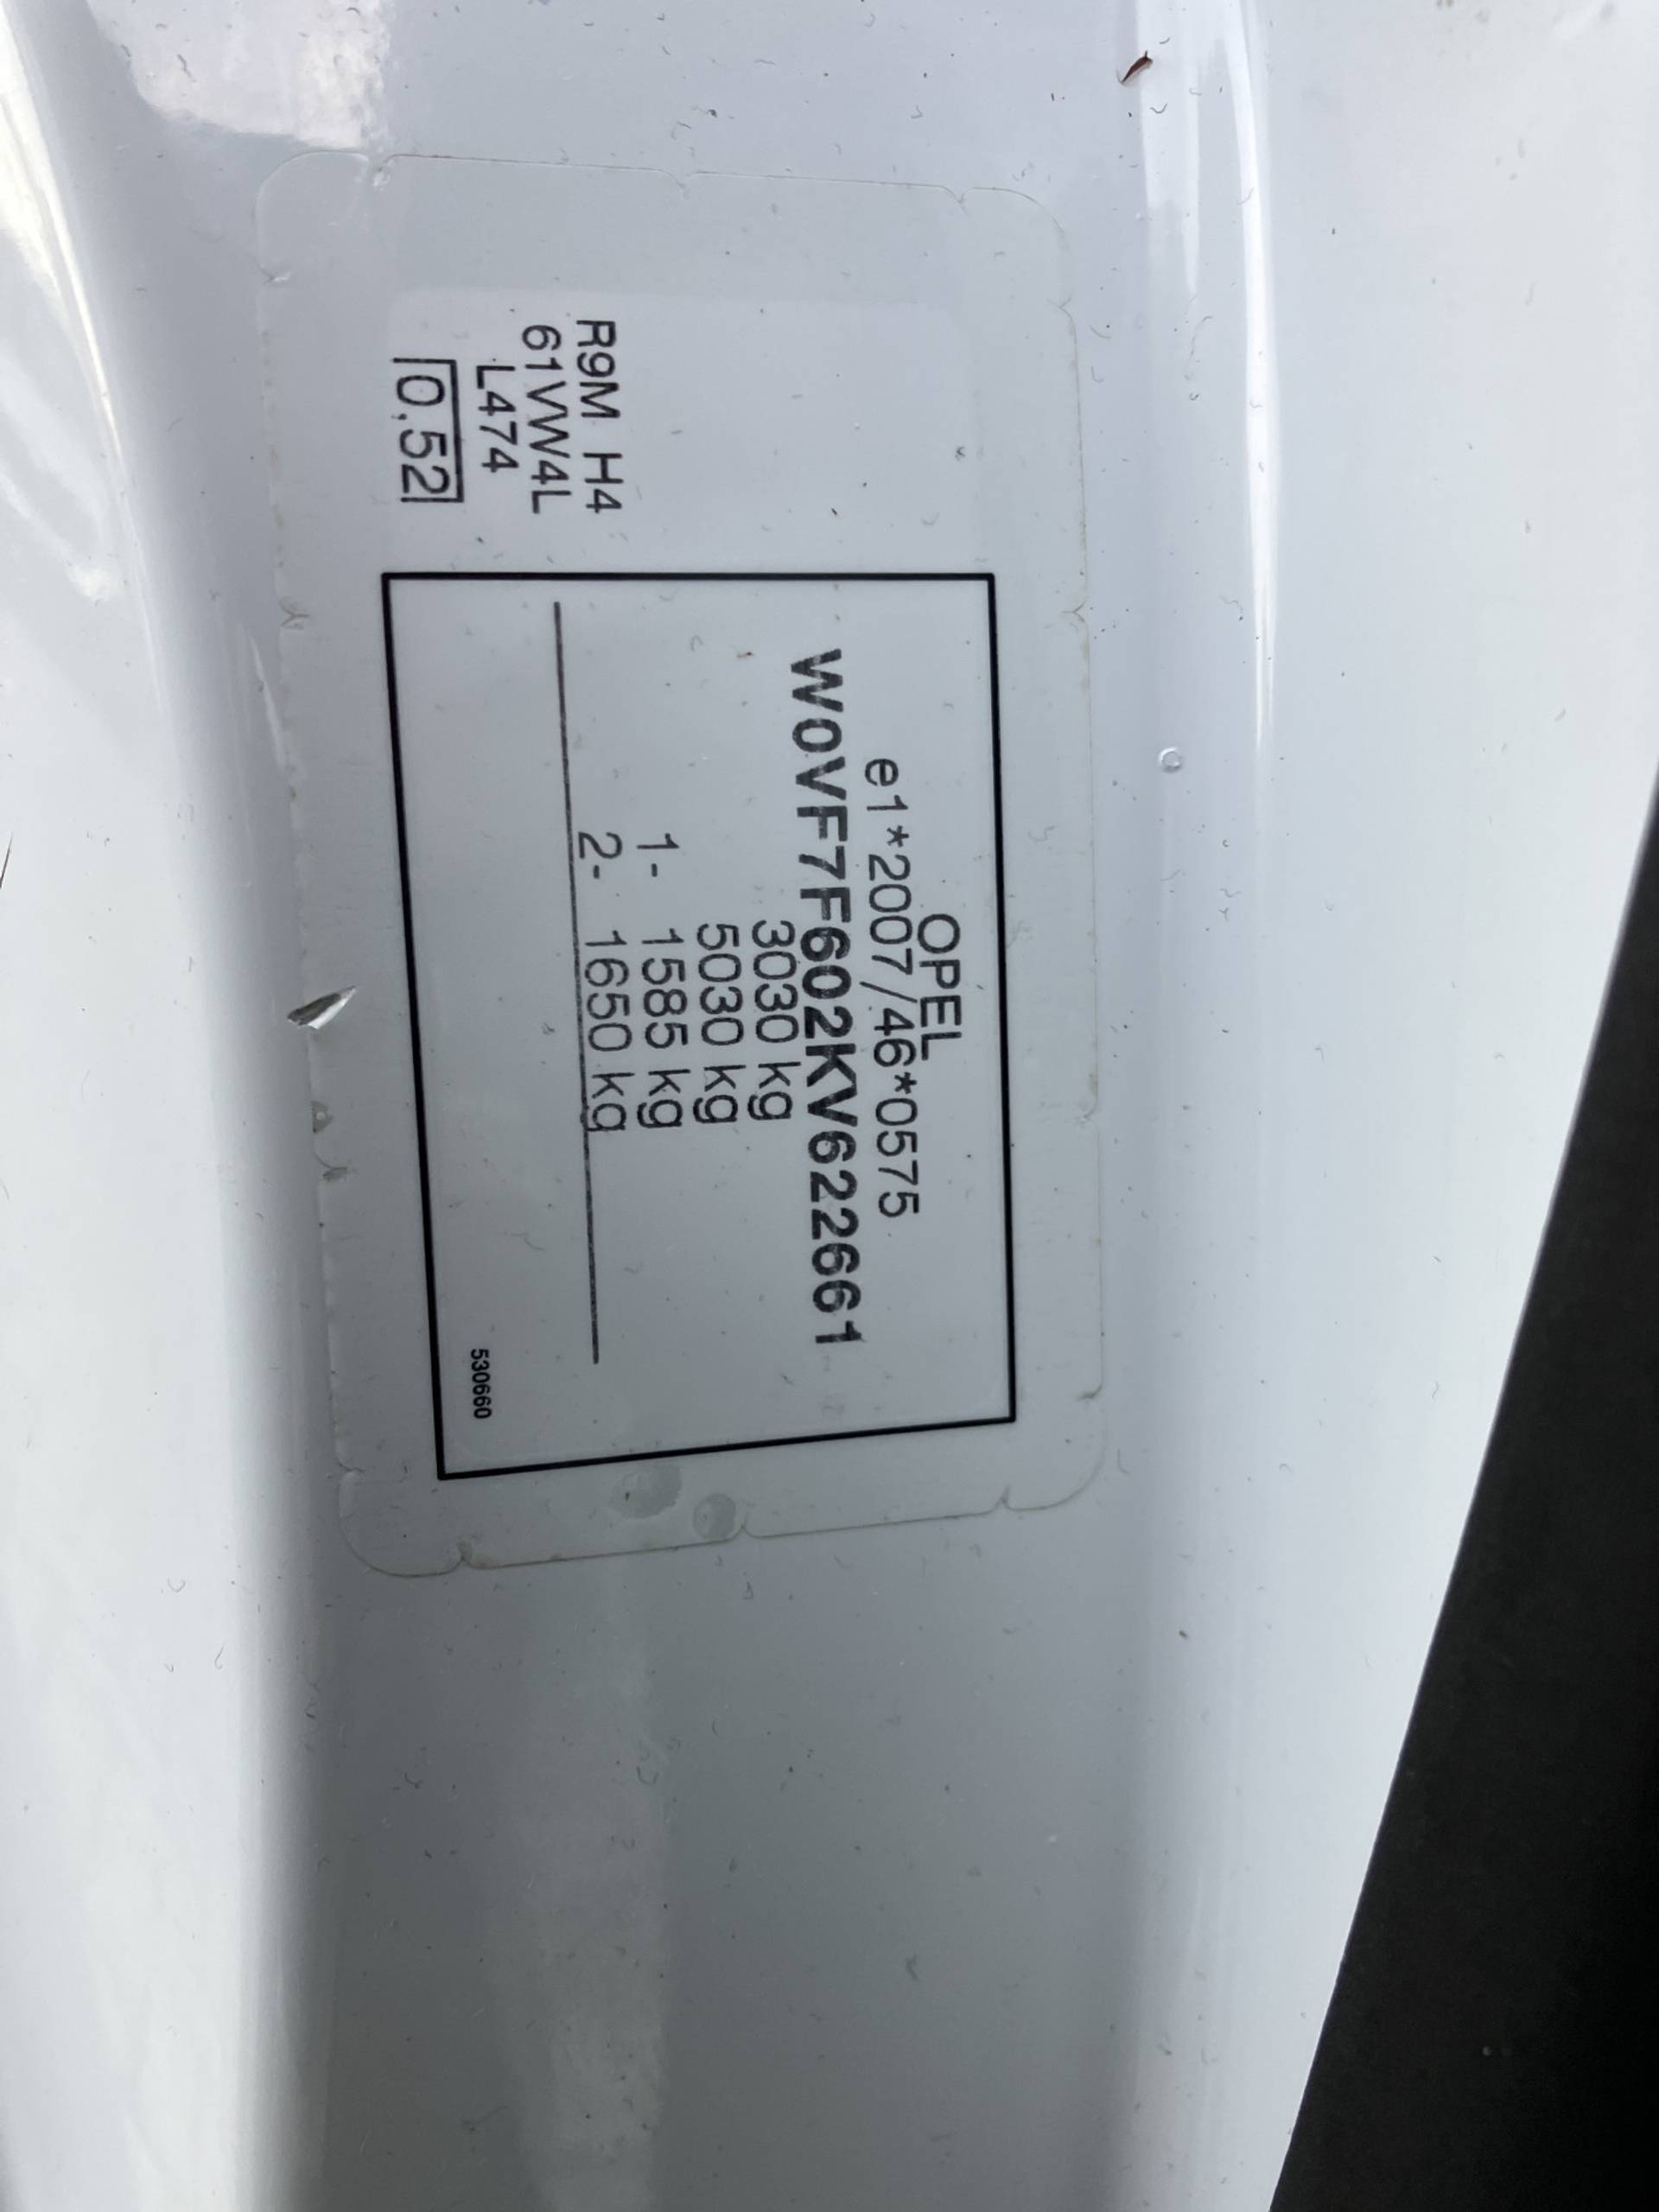 OPEL
e1*2007/46*0575
W0VF7F602KV622661
3030 kg
5030 kg
1- 1585 kg
2- 1650 kg
530660
R9M H4
61VVW4L
L474
0,52